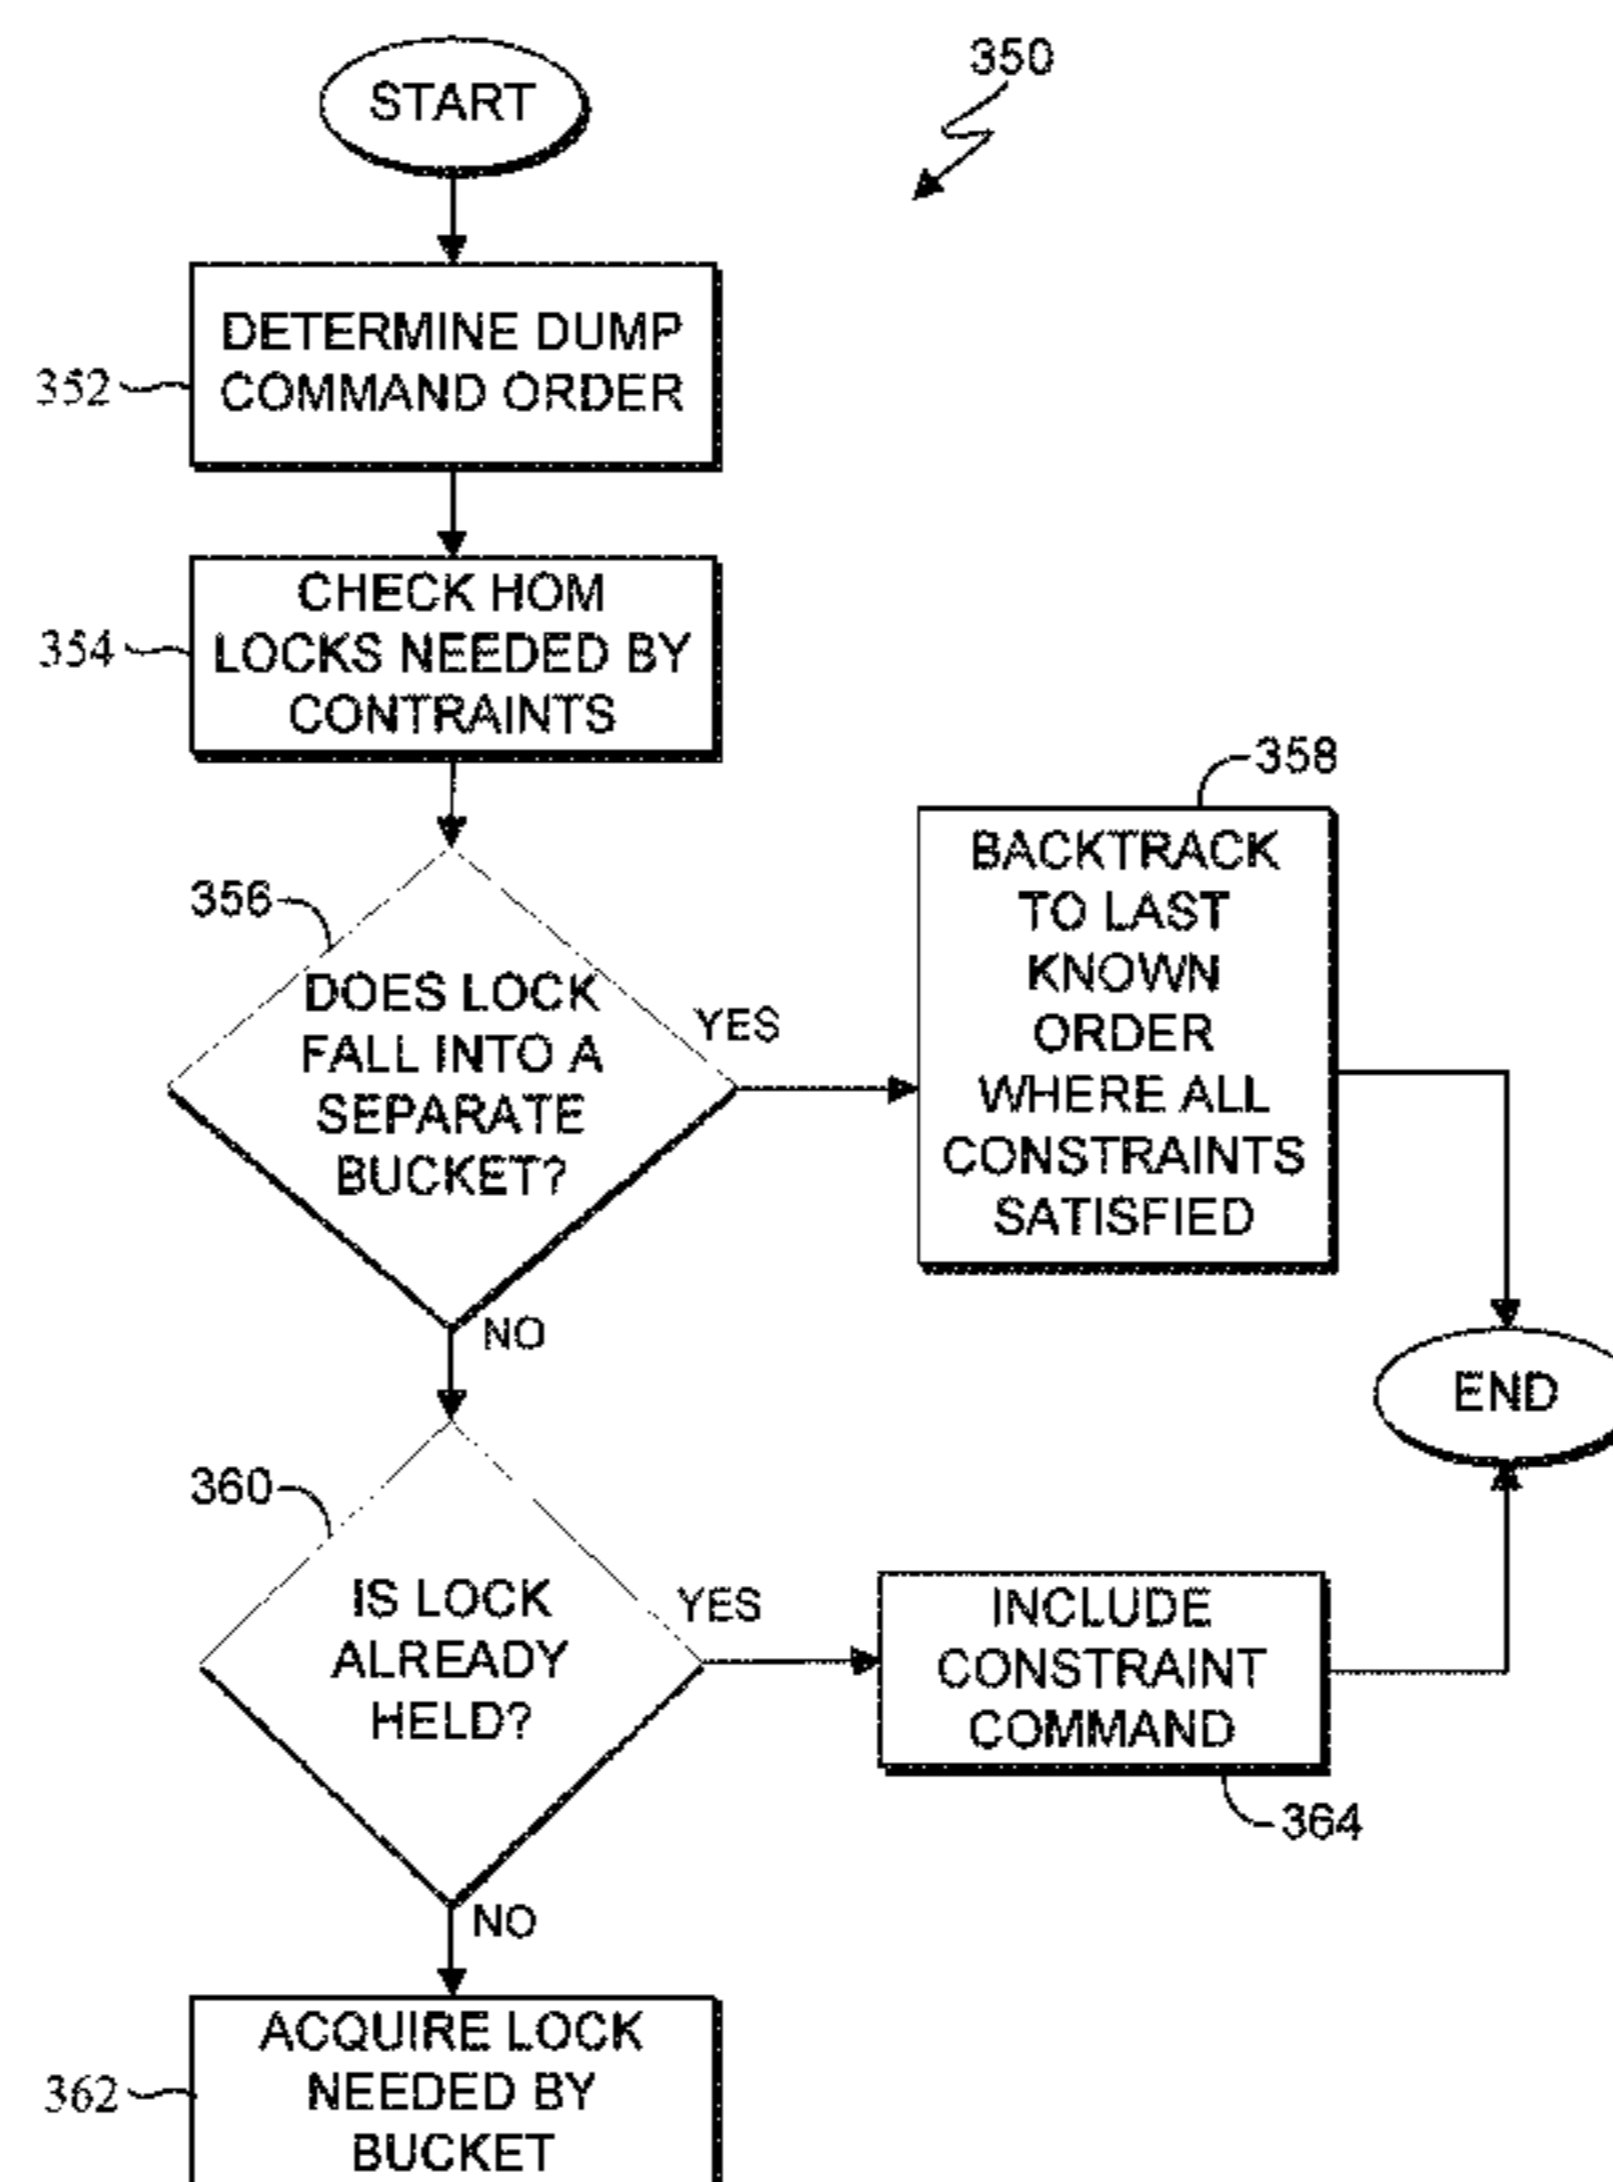 350
START
DETERMINE DUMP
COMMAND ORDER
352
CHECK HOM
LOCKS NEEDED BY
CONTRAINTS
354
356
DOES LOCK
FALL INTO A
SEPARATE
BUCKET?
YES
NO
358
BACKTRACK
TO LAST
KNOWN
ORDER
WHERE ALL
CONSTRAINTS
SATISFIED
END
360
IS LOCK
ALREADY
HELD?
YES
NO
INCLUDE
CONSTRAINT
COMMAND
364
ACQUIRE LOCK
NEEDED BY
BUCKET
362